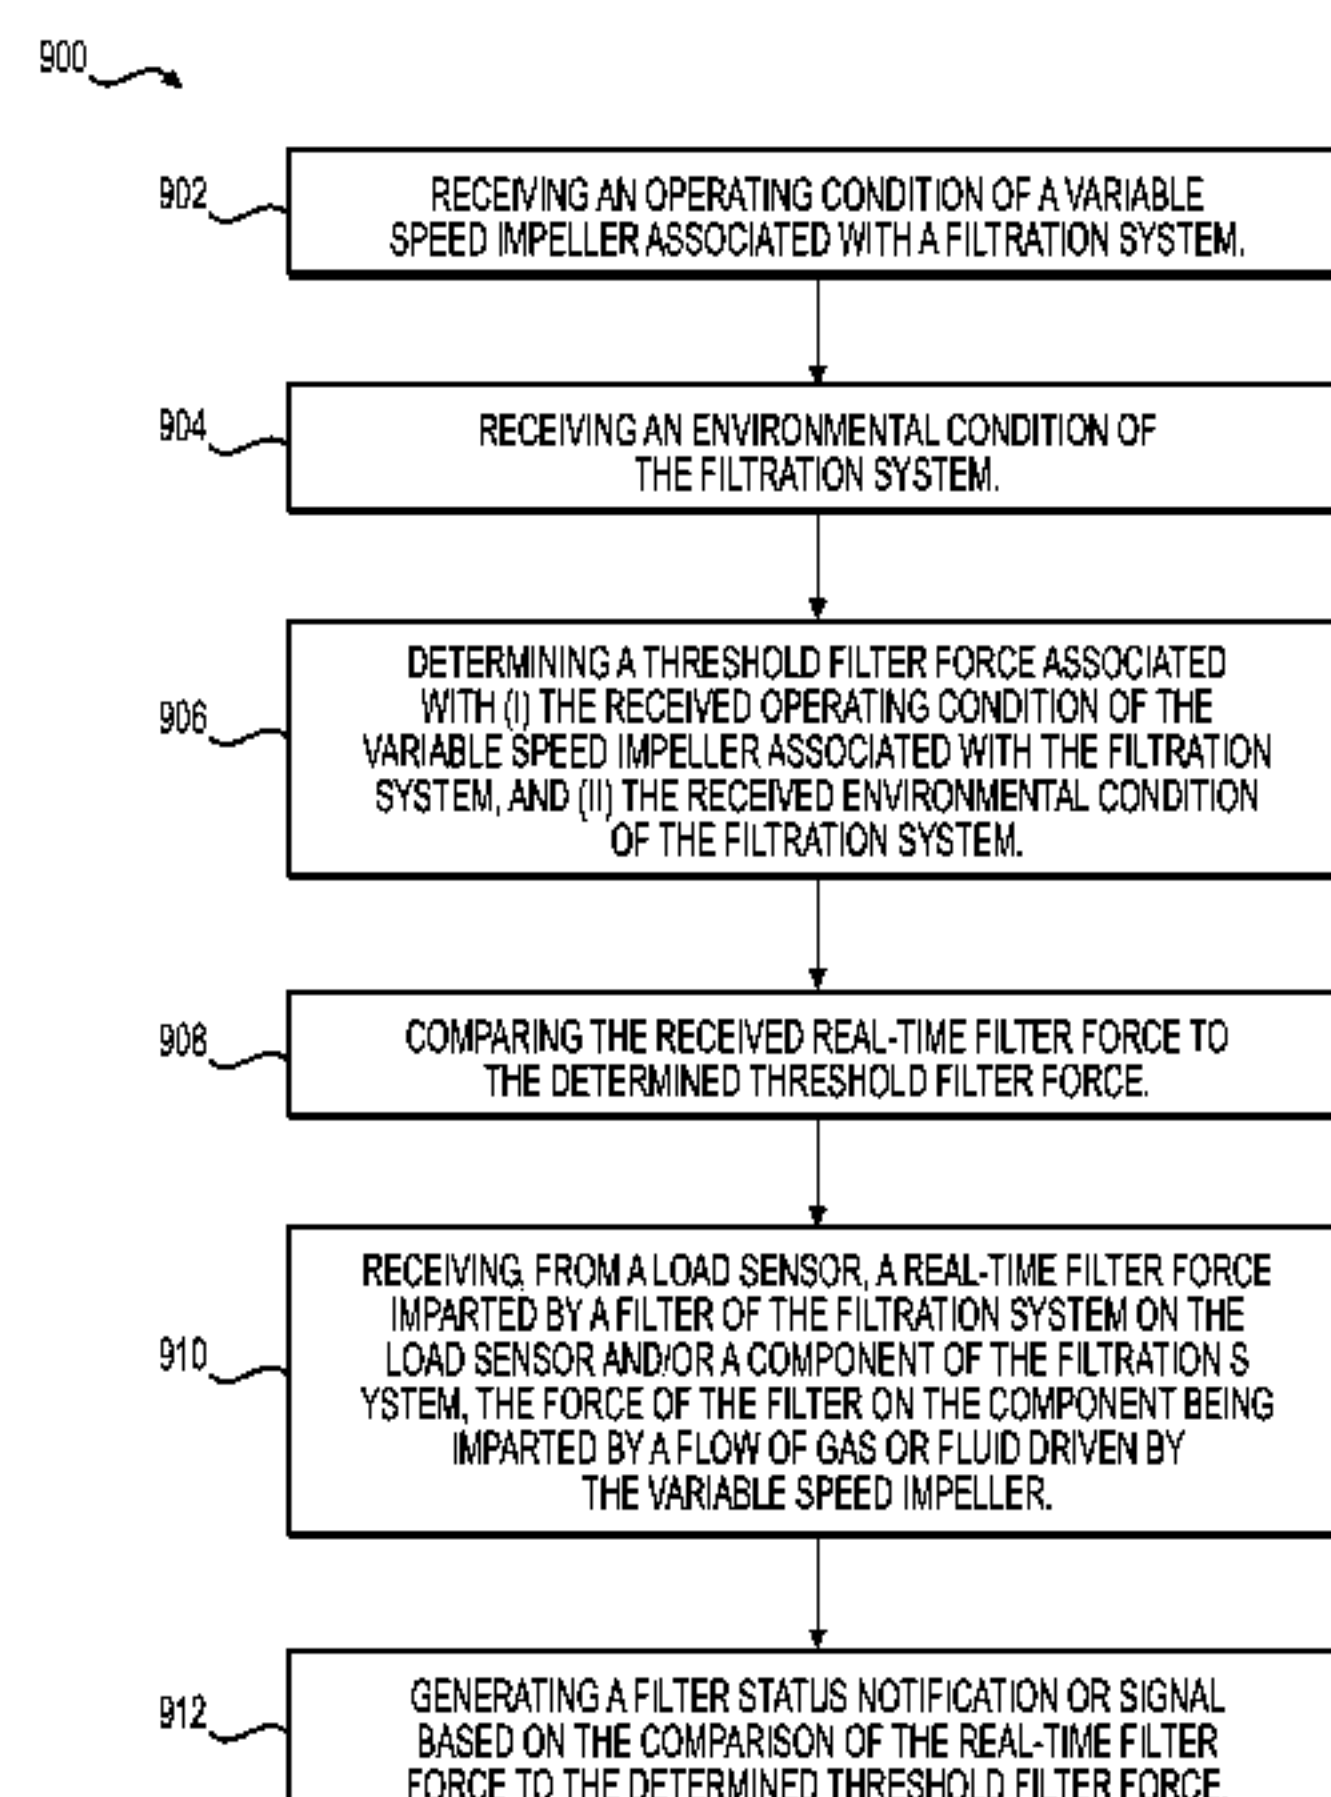 900
902
RECEIVING AN OPERATING CONDITION OF A VARIABLE
SPEED IMPELLER ASSOCIATED WITH A FILTRATION SYSTEM.
904
RECEIVING AN ENVIRONMENTAL CONDITION OF
THE FILTRATION SYSTEM.
906
DETERMINING A THRESHOLD FILTER FORCE ASSOCIATED
WITH (I) THE RECEIVED OPERATING CONDITION OF THE
VARIABLE SPEED IMPELLER ASSOCIATED WITH THE FILTRATION
SYSTEM, AND (II) THE RECEIVED ENVIRONMENTAL CONDITION
OF THE FILTRATION SYSTEM.
908
COMPARING THE RECEIVED REAL-TIME FILTER FORCE TO
THE DETERMINED THRESHOLD FILTER FORCE.
910
RECEIVING, FROM A LOAD SENSOR, A REAL-TIME FILTER FORCE
IMPARTED BY A FILTER OF THE FILTRATION SYSTEM ON THE
LOAD SENSOR AND/OR A COMPONENT OF THE FILTRATION S
YSTEM, THE FORCE OF THE FILTER ON THE COMPONENT BEING
IMPARTED BY A FLOW OF GAS OR FLUID DRIVEN BY
THE VARIABLE SPEED IMPELLER.
912
GENERATING A FILTER STATUS NOTIFICATION OR SIGNAL
BASED ON THE COMPARISON OF THE REAL-TIME FILTER
FORCE TO THE DETERMINED THRESHOLD FILTER FORCE.